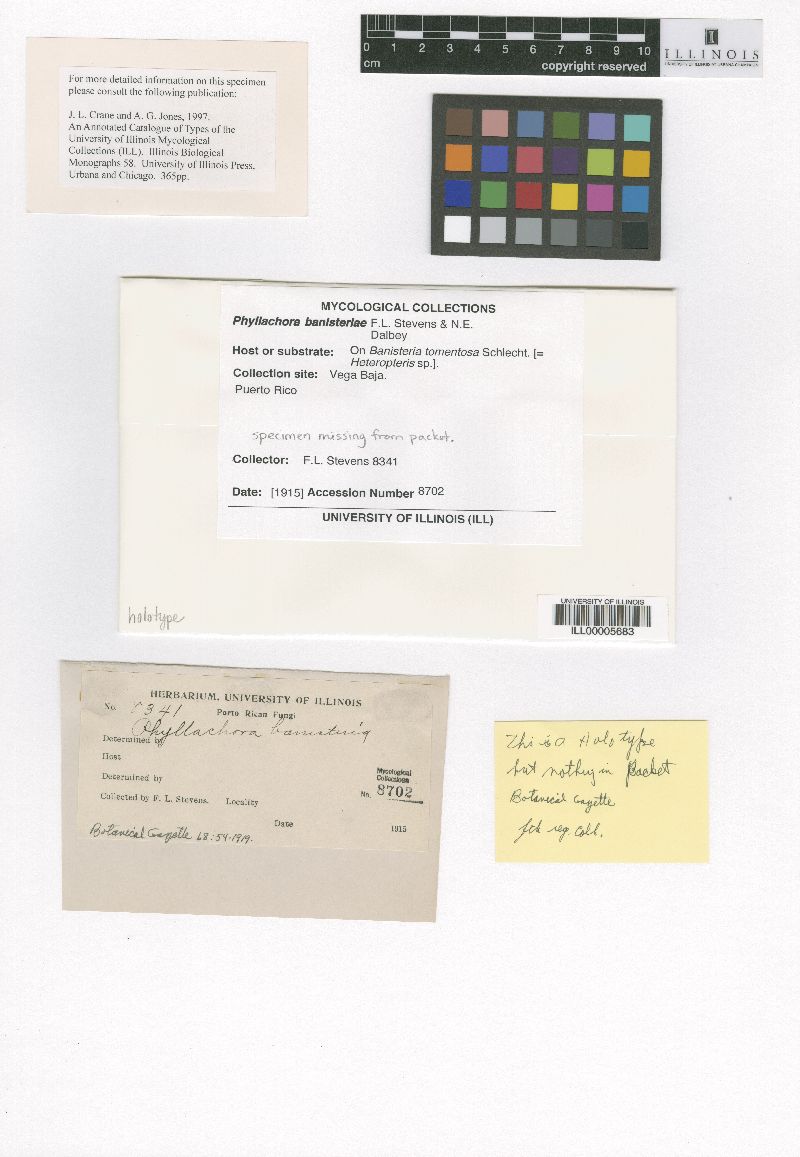 0 1 2 3 4 5 6 7 8 9 10
cm
copyright reserved
ILLINOIS
For more detailed information on this specimen
please consult the following publication:
J. L. Crane and A. G. Jones, 1997.
An Annotated Caralogue of Types of the
University of Illinois Mycological
Collections (ILL). Illinois Biological
Monographs 58. University of Illinois Press,
Urbana and Chicago. 365pp.
MYCOLOGICAL COLLECTIONS
Phyllachora banisteriae F.L. Stevens & N.E.
Dalbey
Host or substrate: On Banisteria tomentosa Schlecht. [=
Heteropteris sp.].
Collection site: Vega Baja.
Puerto Rico
specimen missing from packet.
Collector: F.L. Stevens 8341
Date: [1915] Accession Number 8702
UNIVERSITY OF ILLINOIS (ILL)
holotype
UNIVERSITY OF ILLINOIS
ILL00005683
HERBARIUM, UNIVERSITY OF ILLINOIS
No. 8341 Porto Rican Fungi
Phyllachora
Determined by
Host
Determined by
Mycological
Collections
No. 8702
Collected by F. L. Stevens. Locality
Date 1915
Botanical Gazette 68:54-1919.
This is a Holotype
but nothing in Packet
Botanical Gazette